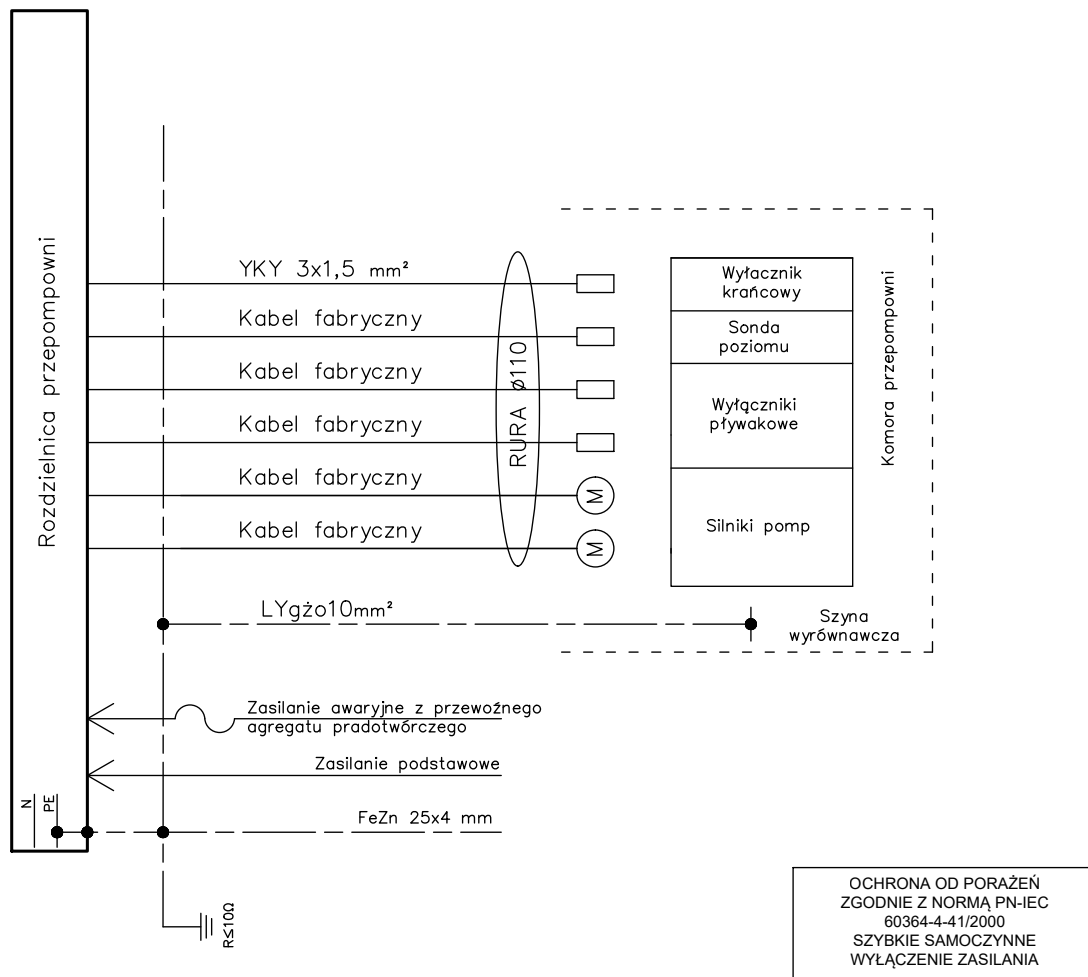 Rozdzielnica przepompowni
YKY 3x1,5 mm²
Kabel fabryczny
Kabel fabryczny
Kabel fabryczny
Kabel fabryczny
Kabel fabryczny
RURA ø110
M
M
Wyłacznik
krańcowy
Sonda
poziomu
Wyłączniki
pływakowe
Silniki pomp
Komora przepompowni
LYgżo10mm²
Szyna
wyrównawcza
Zasilanie awaryjne z przewoźnego
agregatu pradotwórczego
Zasilanie podstawowe
N
PE
FeZn 25x4 mm
R≤10Ω
OCHRONA OD PORAŻEŃ
ZGODNIE Z NORMĄ PN-IEC
60364-4-41/2000
SZYBKIE SAMOCZYNNE
WYŁĄCZENIE ZASILANIA